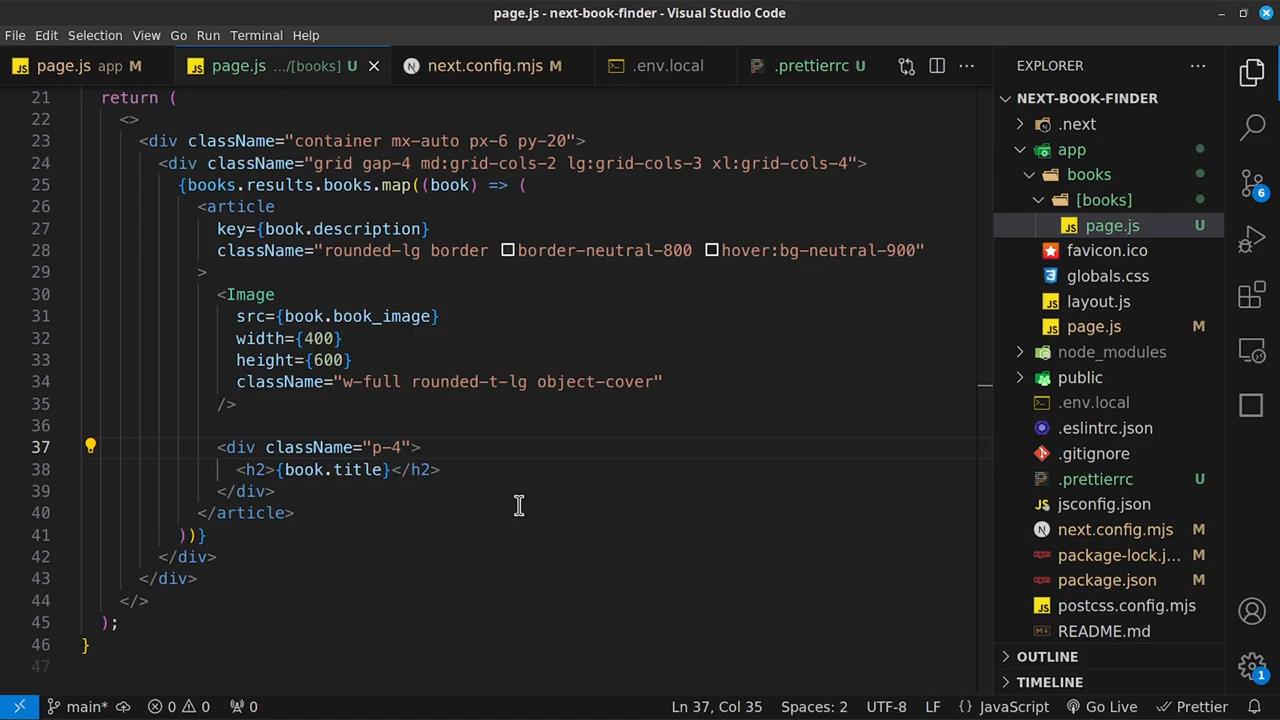 page.js - next-book-finder - Visual Studio Code
File Edit Selection View Go Run Terminal Help
JS page.js app M JS page.js .../[books] U next.config.mjs M .env.local .prettierrc U
21 return (
22 <>
23 <div className="container mx-auto px-6 py-20">
24 <div className="grid gap-4 md:grid-cols-2 lg:grid-cols-3 xl:grid-cols-4">
25 {books.results.books.map((book) => (
26 <article
27 key={book.description}
28 className="rounded-lg border border-neutral-800 hover:bg-neutral-900"
29 >
30 <Image
31 src={book.book_image}
32 width={400}
33 height={600}
34 className="w-full rounded-t-lg object-cover"
35 />
36
37 <div className="p-4">
38 <h2>{book.title}</h2>
39 </div>
40 </article>
41 ))}
42 </div>
43 </div>
44 </>
45 );
46 }
47
EXPLORER
NEXT-BOOK-FINDER
.next
app
books
[books]
JS page.js U
favicon.ico
globals.css
JS layout.js
JS page.js M
node_modules
public
.env.local
.eslintrc.json
.gitignore
.prettierrc U
JS jsconfig.json
N next.config.mjs M
package-lock.j... M
package.json M
JS postcss.config.mjs
README.md
OUTLINE
TIMELINE
6
1
main* 0 0 0 Ln 37, Col 35 Spaces: 2 UTF-8 LF {} JavaScript Go Live Prettier